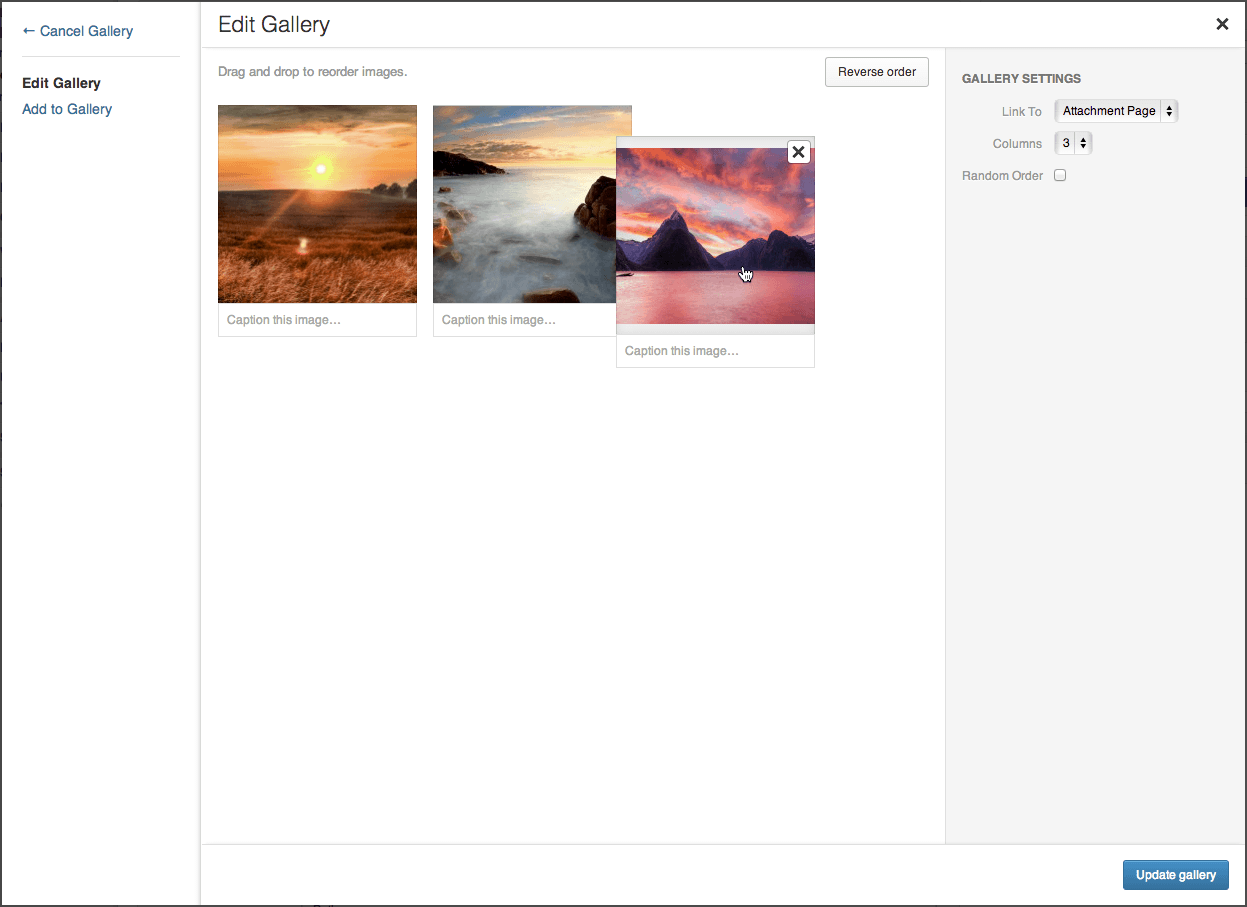 ← Cancel Gallery
Edit Gallery
Add to Gallery
Edit Gallery
Drag and drop to reorder images.
Reverse order
Caption this image…
Caption this image…
Caption this image…
GALLERY SETTINGS
Link To Attachment Page
Columns 3
Random Order
Update gallery